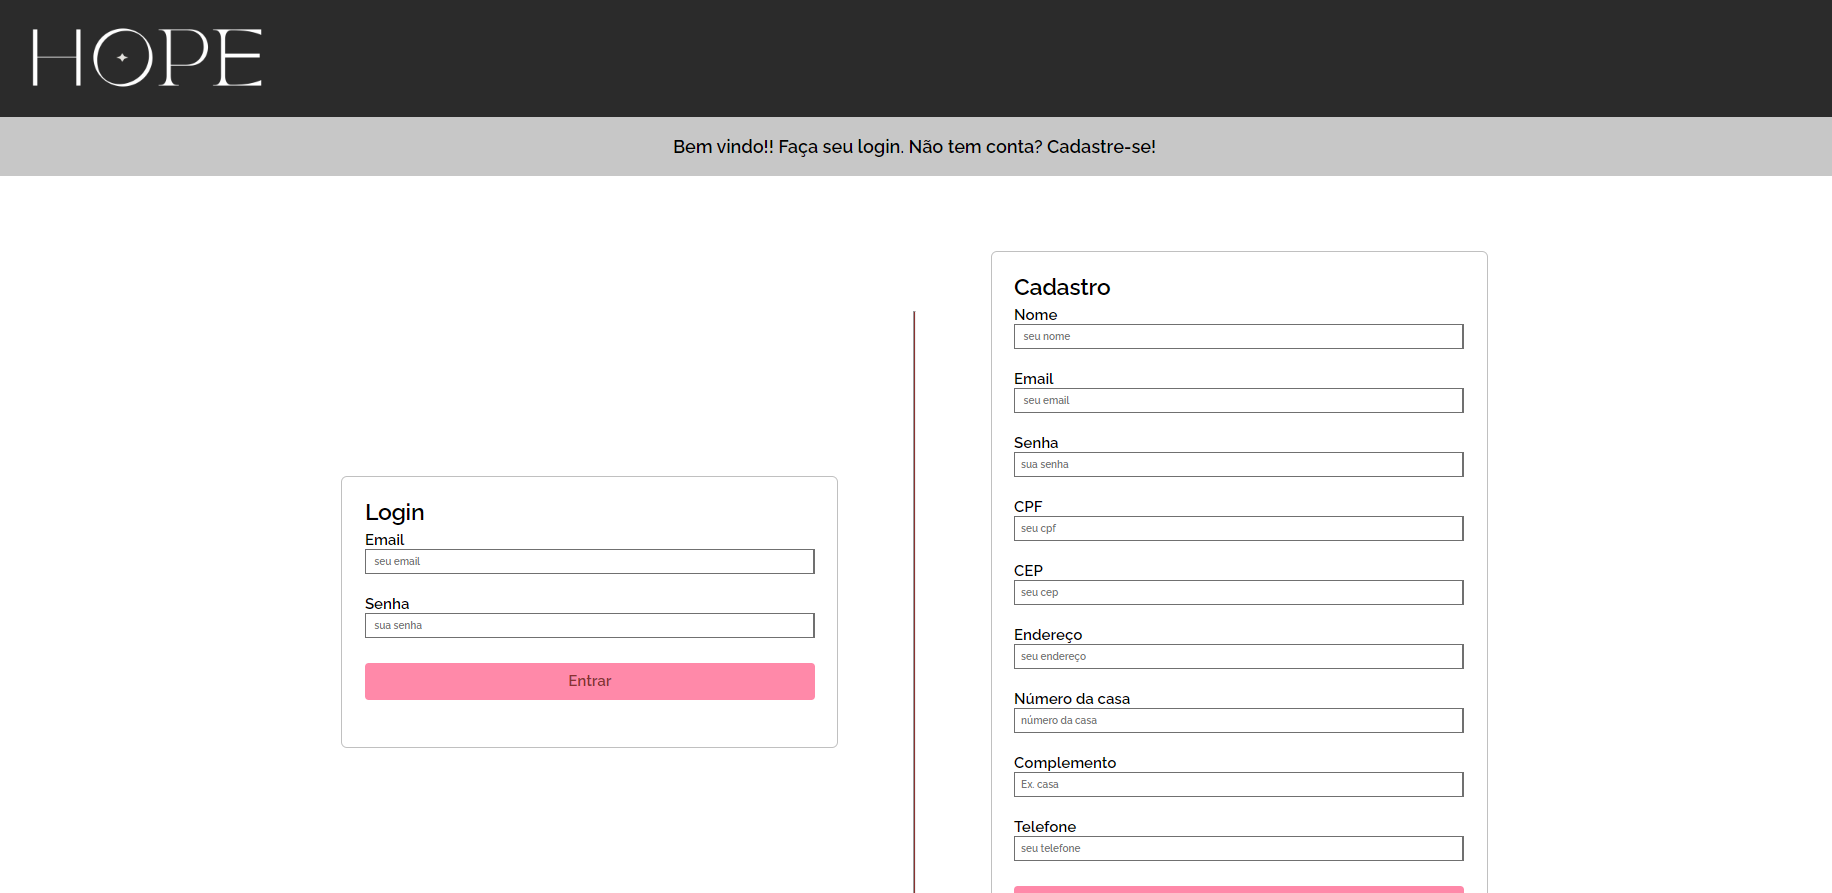 HOPE
Bem vindo!! Faça seu login. Não tem conta? Cadastre-se!
Login
Email
seu email
Senha
sua senha
Entrar
Cadastro
Nome
seu nome
Email
seu email
Senha
sua senha
CPF
seu cpf
CEP
seu cep
Endereço
seu endereço
Número da casa
número da casa
Complemento
Ex. casa
Telefone
seu telefone